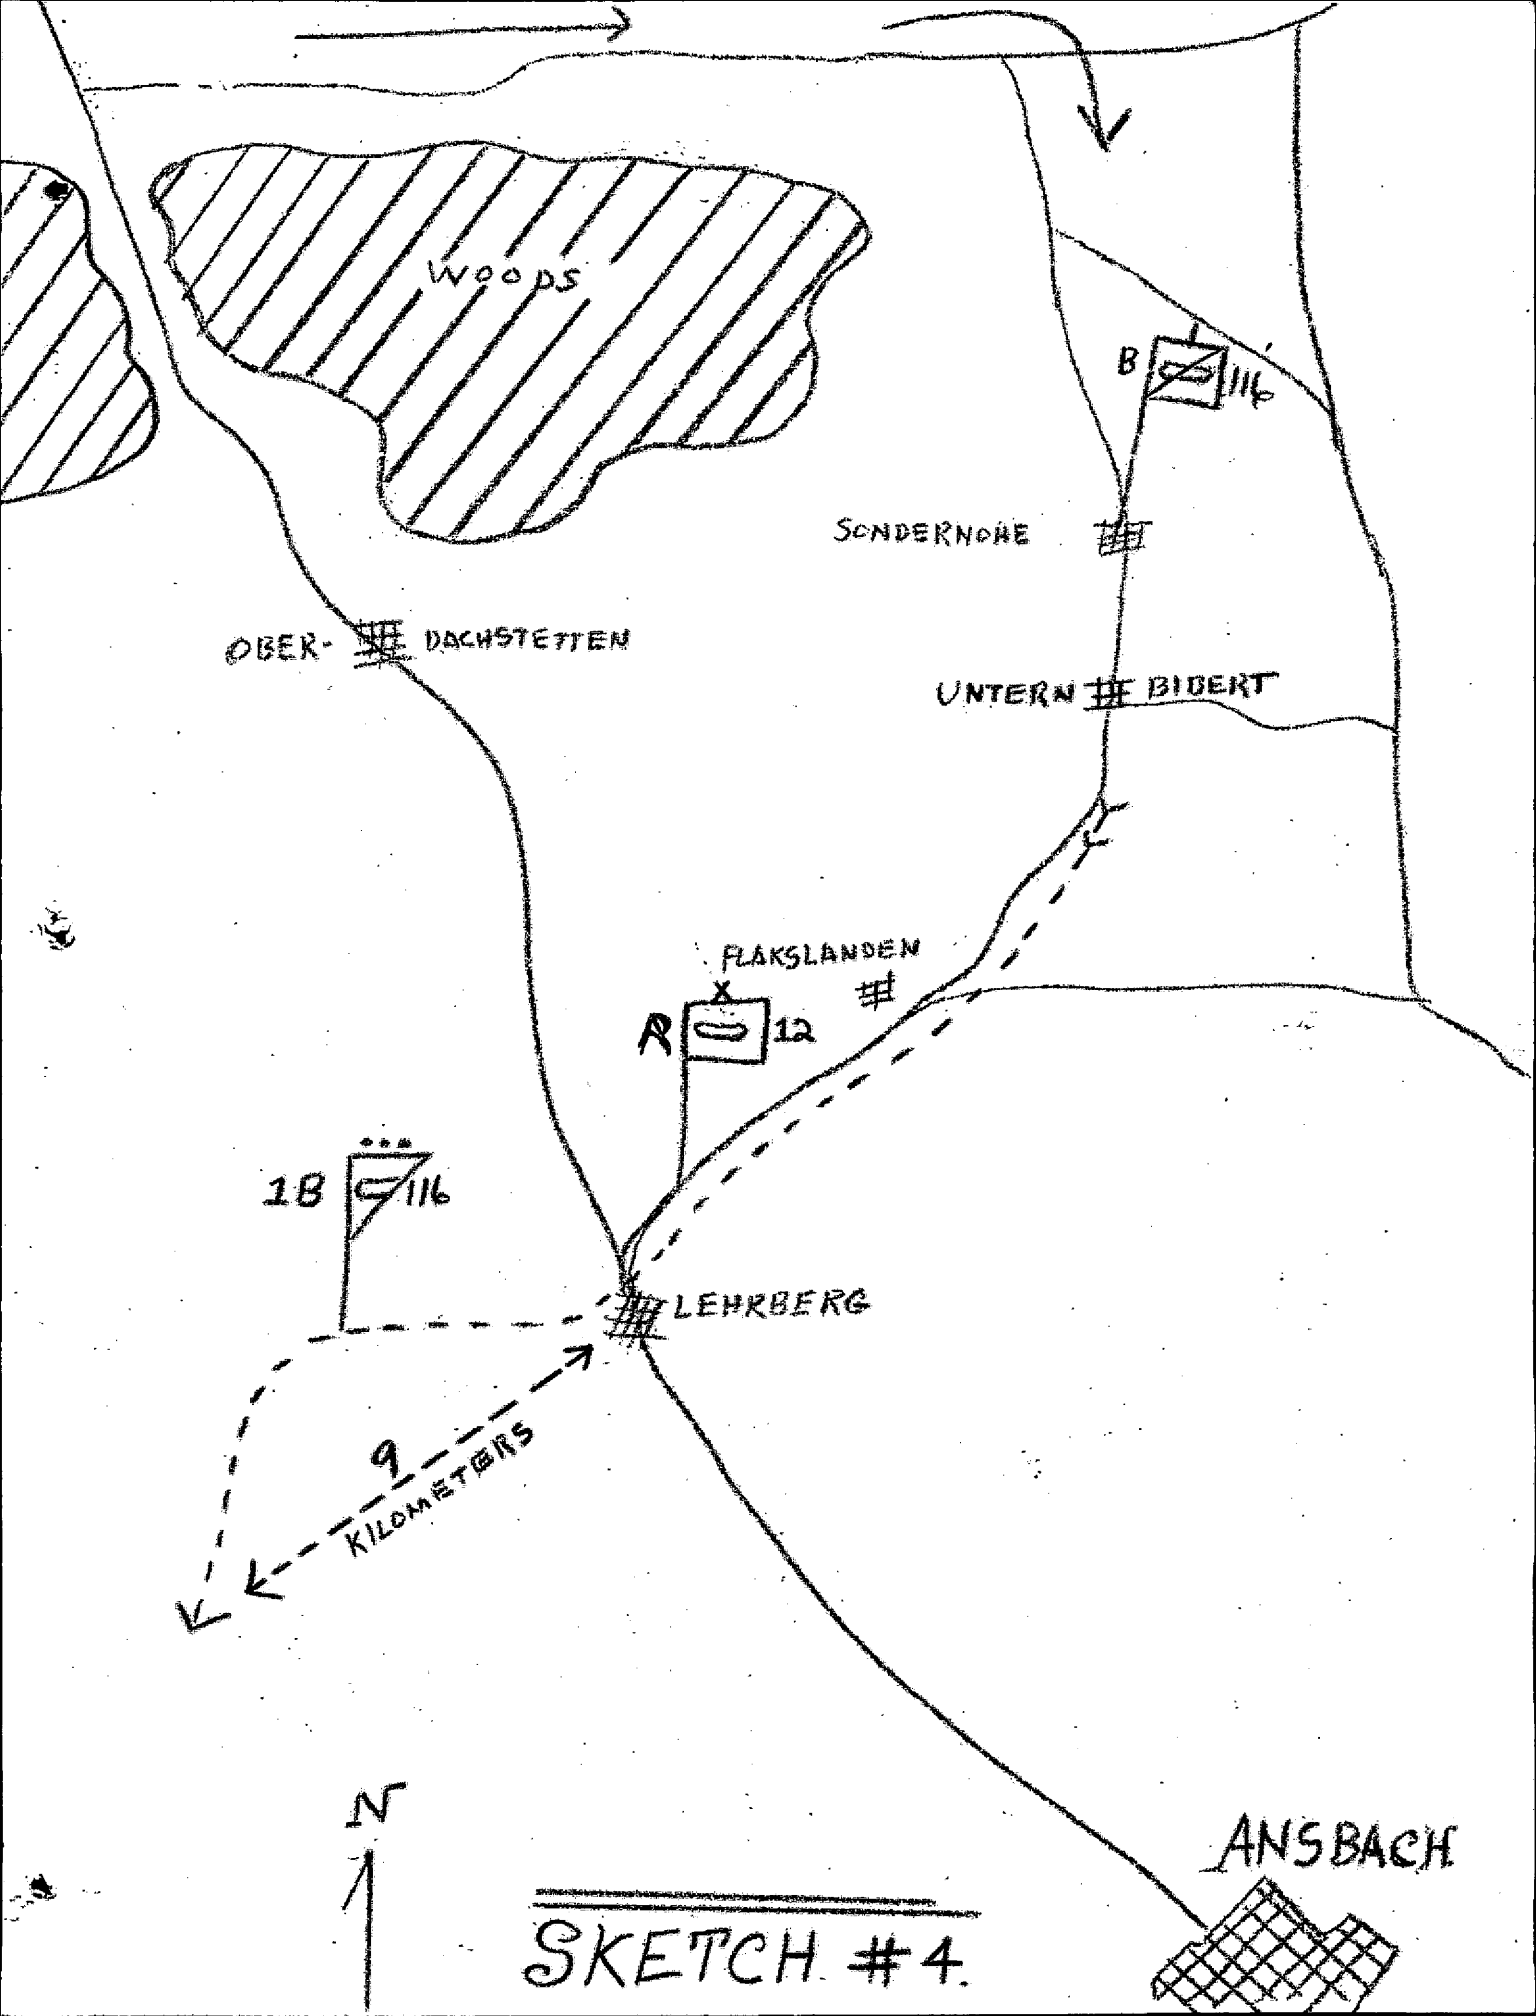 WOODS
B 116
SONDERNOHE
OBER- DACHSTETTEN
UNTERN BIBERT
FLAKSLANDEN
X
R 12
1B 116
LEHRBERG
9
KILOMETERS
N
ANSBACH
SKETCH #4.